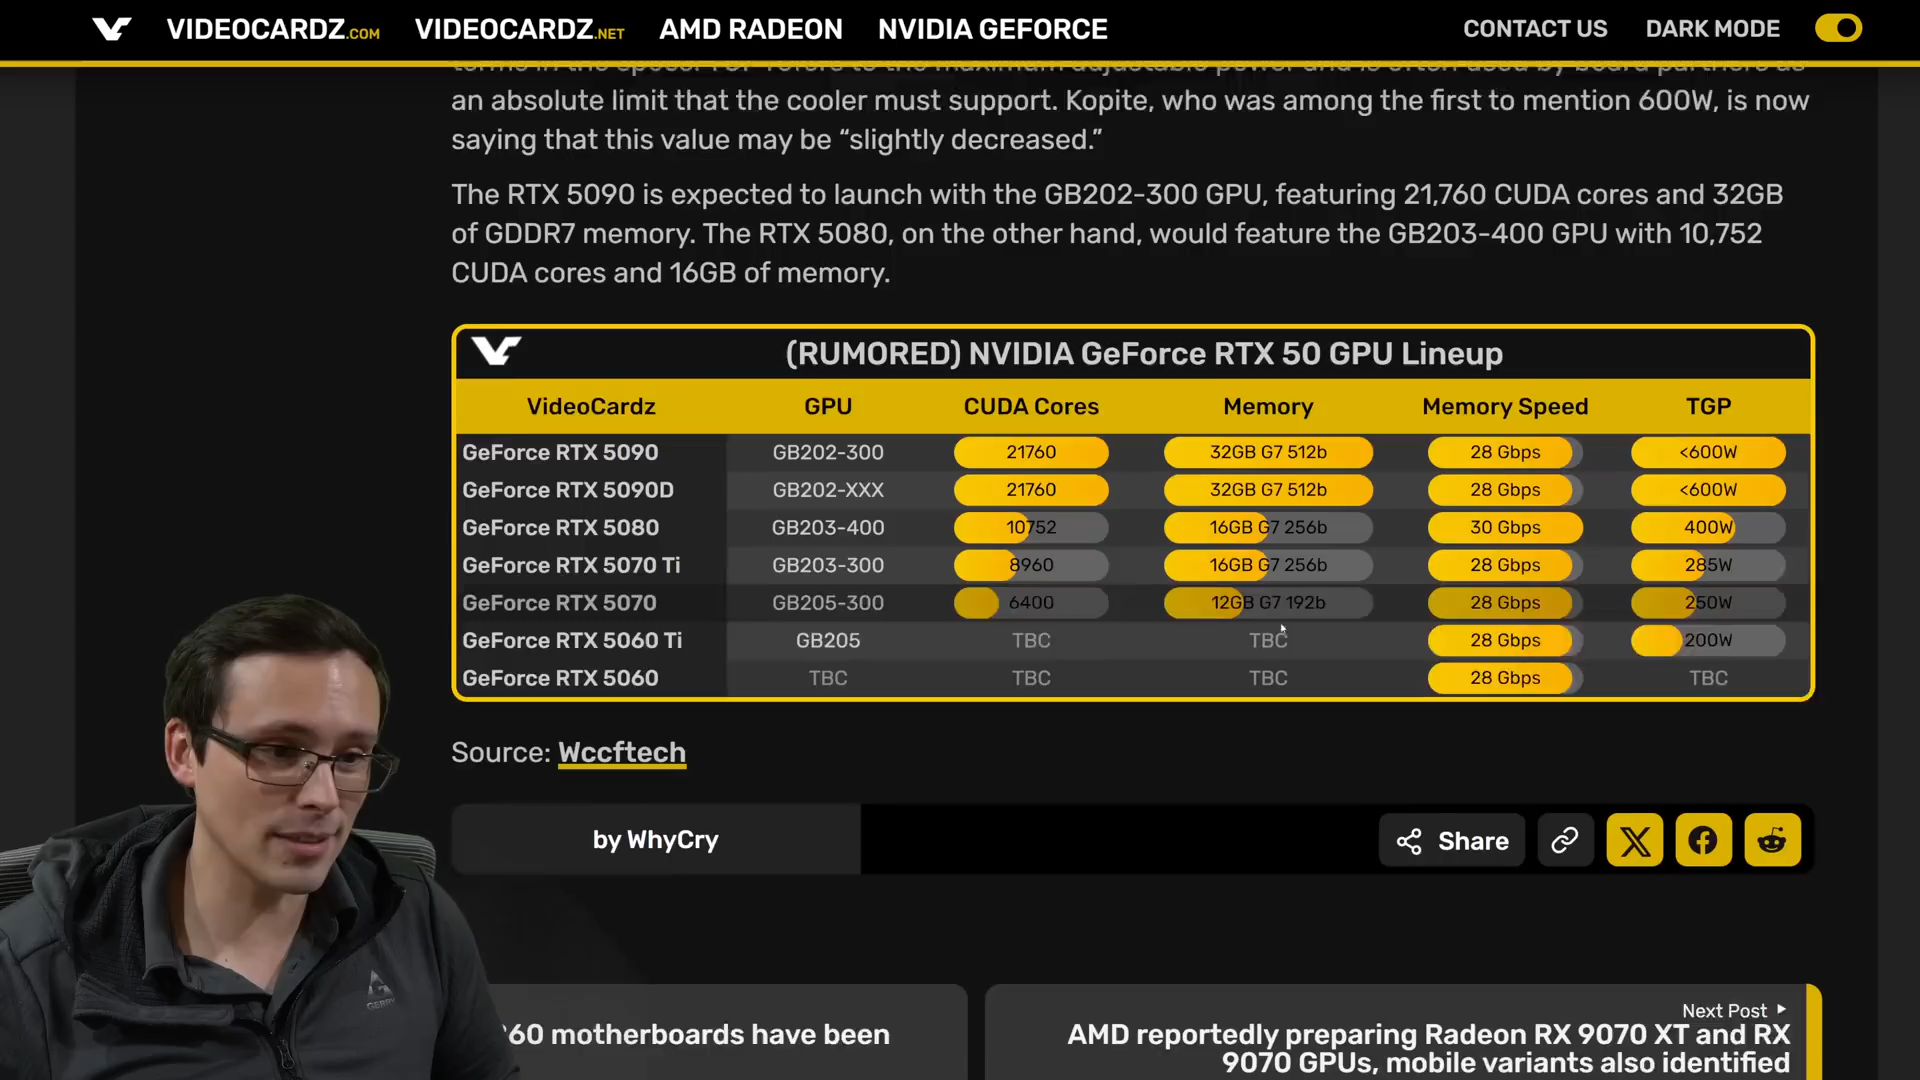 VIDEOCARDZ.COM VIDEOCARDZ.NET AMD RADEON NVIDIA GEFORCE CONTACT US DARK MODE
an absolute limit that the cooler must support. Kopite, who was among the first to mention 600W, is now
saying that this value may be “slightly decreased.”
The RTX 5090 is expected to launch with the GB202-300 GPU, featuring 21,760 CUDA cores and 32GB
of GDDR7 memory. The RTX 5080, on the other hand, would feature the GB203-400 GPU with 10,752
CUDA cores and 16GB of memory.
(RUMORED) NVIDIA GeForce RTX 50 GPU Lineup
VideoCardz GPU CUDA Cores Memory Memory Speed TGP
GeForce RTX 5090 GB202-300 21760 32GB G7 512b 28 Gbps <600W
GeForce RTX 5090D GB202-XXX 21760 32GB G7 512b 28 Gbps <600W
GeForce RTX 5080 GB203-400 10752 16GB G7 256b 30 Gbps 400W
GeForce RTX 5070 Ti GB203-300 8960 16GB G7 256b 28 Gbps 285W
GeForce RTX 5070 GB205-300 6400 12GB G7 192b 28 Gbps 250W
GeForce RTX 5060 Ti GB205 TBC TBC 28 Gbps 200W
GeForce RTX 5060 TBC TBC TBC 28 Gbps TBC
Source: Wccftech
by WhyCry
Share
Next Post
60 motherboards have been
AMD reportedly preparing Radeon RX 9070 XT and RX
9070 GPUs, mobile variants also identified